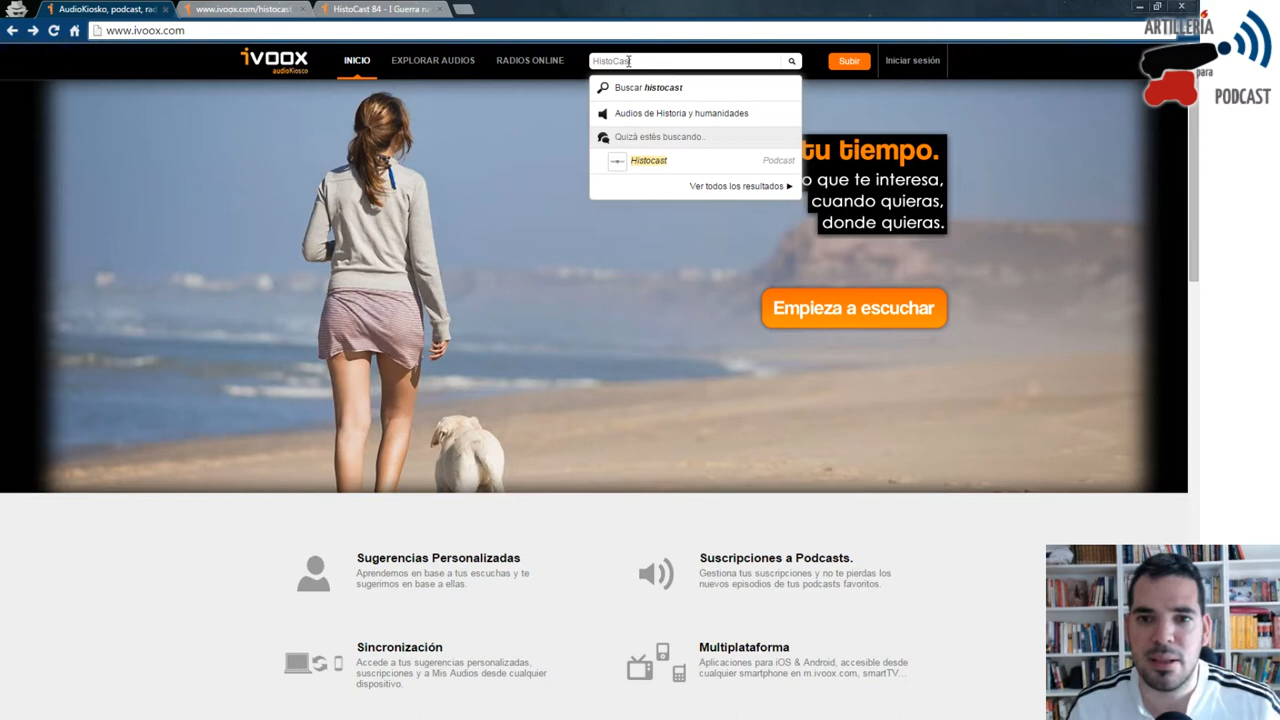 AudioKiosko, podcast, rad
www.ivoox.com/histocast
HistoCast 84 - I Guerra ru
www.ivoox.com
ivoox
audioKiosco
INICIO
EXPLORAR AUDIOS
RADIOS ONLINE
HistoCas
Subir
Iniciar sesión
ARTILLERÍA
para
PODCAST
Buscar histocast
Audios de Historia y humanidades
Quizá estés buscando..
Histocast
Podcast
Ver todos los resultados
tu tiempo.
o que te interesa,
cuando quieras,
donde quieras.
Empieza a escuchar
Sugerencias Personalizadas
Aprendemos en base a tus escuchas y te
sugerimos en base a ellas.
Suscripciones a Podcasts.
Gestiona tus suscripciones y no te pierdas los
nuevos episodios de tus podcasts favoritos.
Sincronización
Accede a tus sugerencias personalizadas,
suscripciones y a Mis Audios desde cualquier
dispositivo.
Multiplataforma
Aplicaciones para iOS & Android, accesible desde
cualquier smartphone en m.ivoox.com, smartTV...